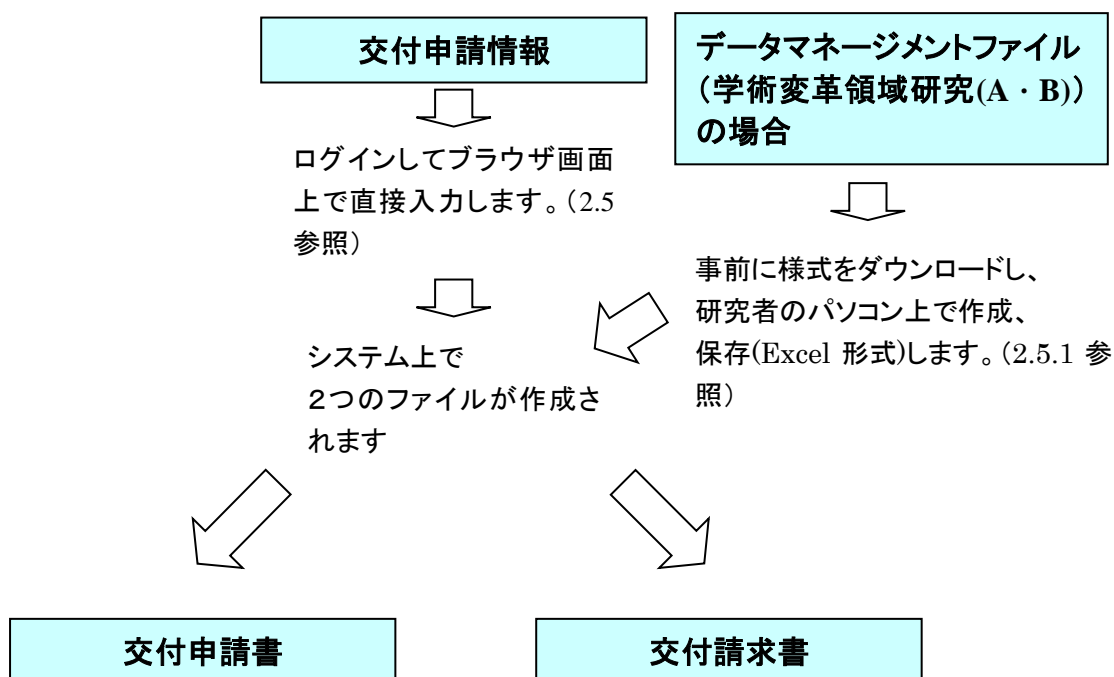 交付申請情報
ログインしてブラウザ画面
上で直接入力します。（2.5
参照）
データマネージメントファイル
（学術変革領域研究(A・B)）
の場合
事前に様式をダウンロードし、
研究者のパソコン上で作成、
保存(Excel 形式)します。（2.5.1 参
照）
システム上で
２つのファイルが作成さ
れます
交付申請書
交付請求書